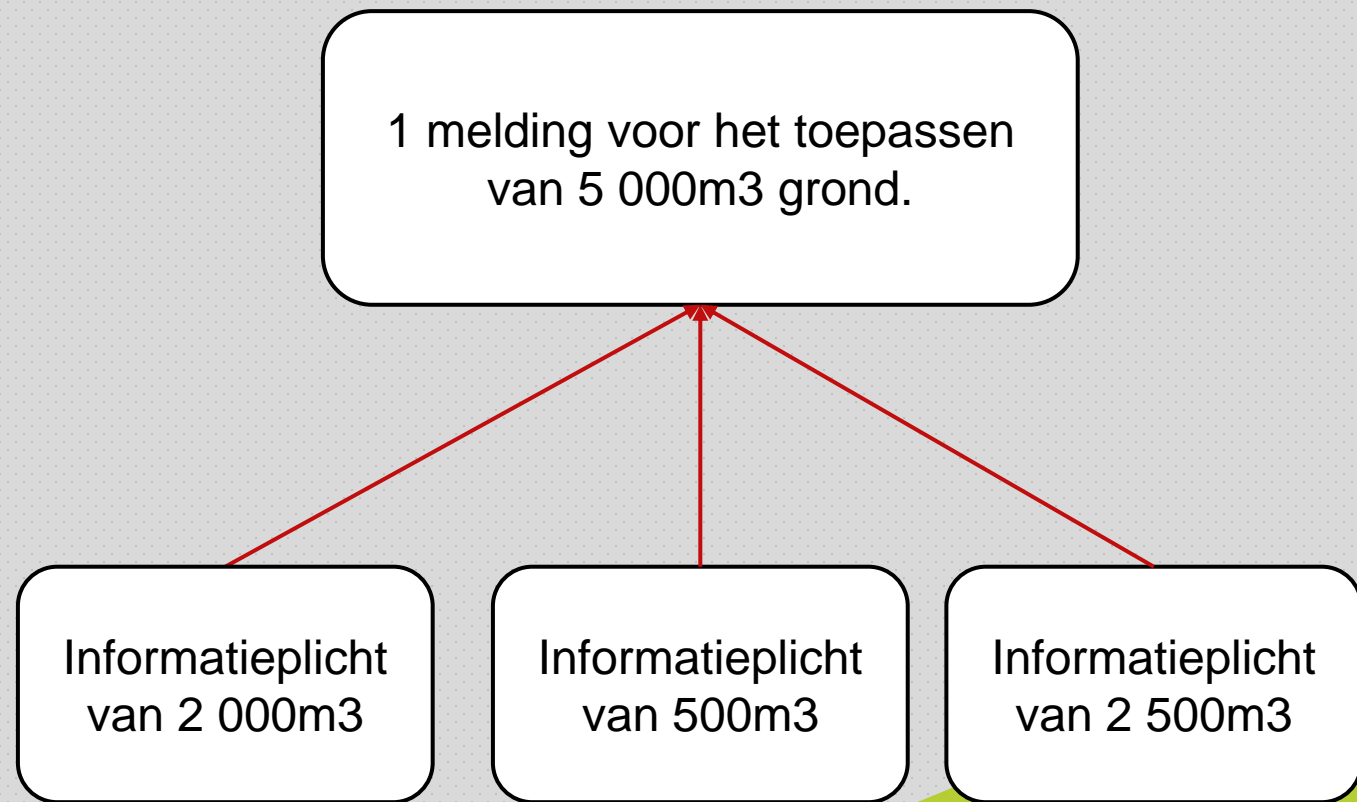 1 melding voor het toepassen
van 5 000m3 grond.
Informatieplicht
van 2 000m3
Informatieplicht
van 500m3
Informatieplicht
van 2 500m3